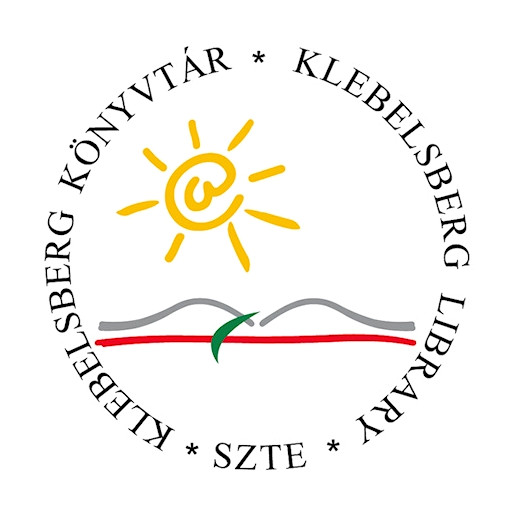 KLEBELSBERG KÖNYVTÁR * KLEBELSBERG LIBRARY * SZTE *
@